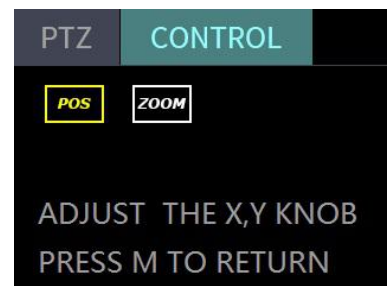 PTZ CONTROL
POS ZOOM
ADJUST THE X,Y KNOB
PRESS M TO RETURN